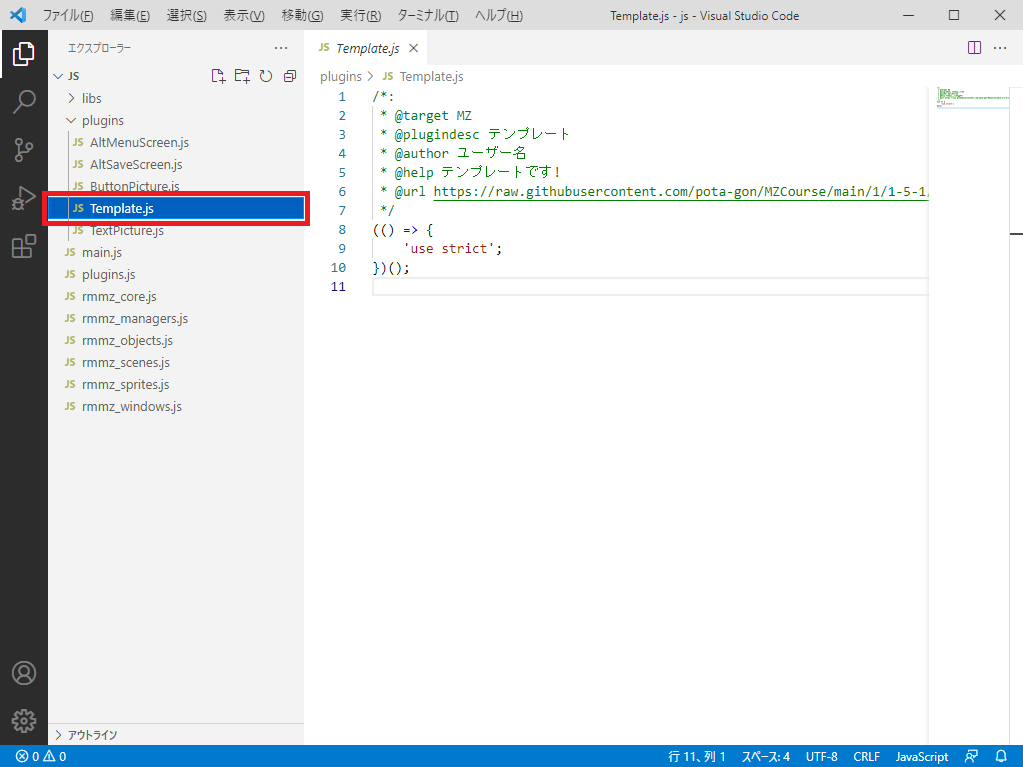 ファイル(F) 編集(E) 選択(S) 表示(V) 移動(G) 実行(R) ターミナル(T) ヘルプ(H) Template.js - js - Visual Studio Code
エクスプローラー
JS
libs
plugins
JS AltMenuScreen.js
JS AltSaveScreen.js
JS ButtonPicture.js
JS Template.js
JS TextPicture.js
JS main.js
JS plugins.js
JS rmmz_core.js
JS rmmz_managers.js
JS rmmz_objects.js
JS rmmz_scenes.js
JS rmmz_sprites.js
JS rmmz_windows.js
アウトライン
JS Template.js
plugins > JS Template.js
1 /*:
2 * @target MZ
3 * @plugindesc テンプレート
4 * @author ユーザー名
5 * @help テンプレートです!
6 * @url https://raw.githubusercontent.com/pota-gon/MZCourse/main/1/1-5-1/
7 */
8 (() => {
9 'use strict';
10 })();
11
0 0 行 11、列 1 スペース: 4 UTF-8 CRLF JavaScript